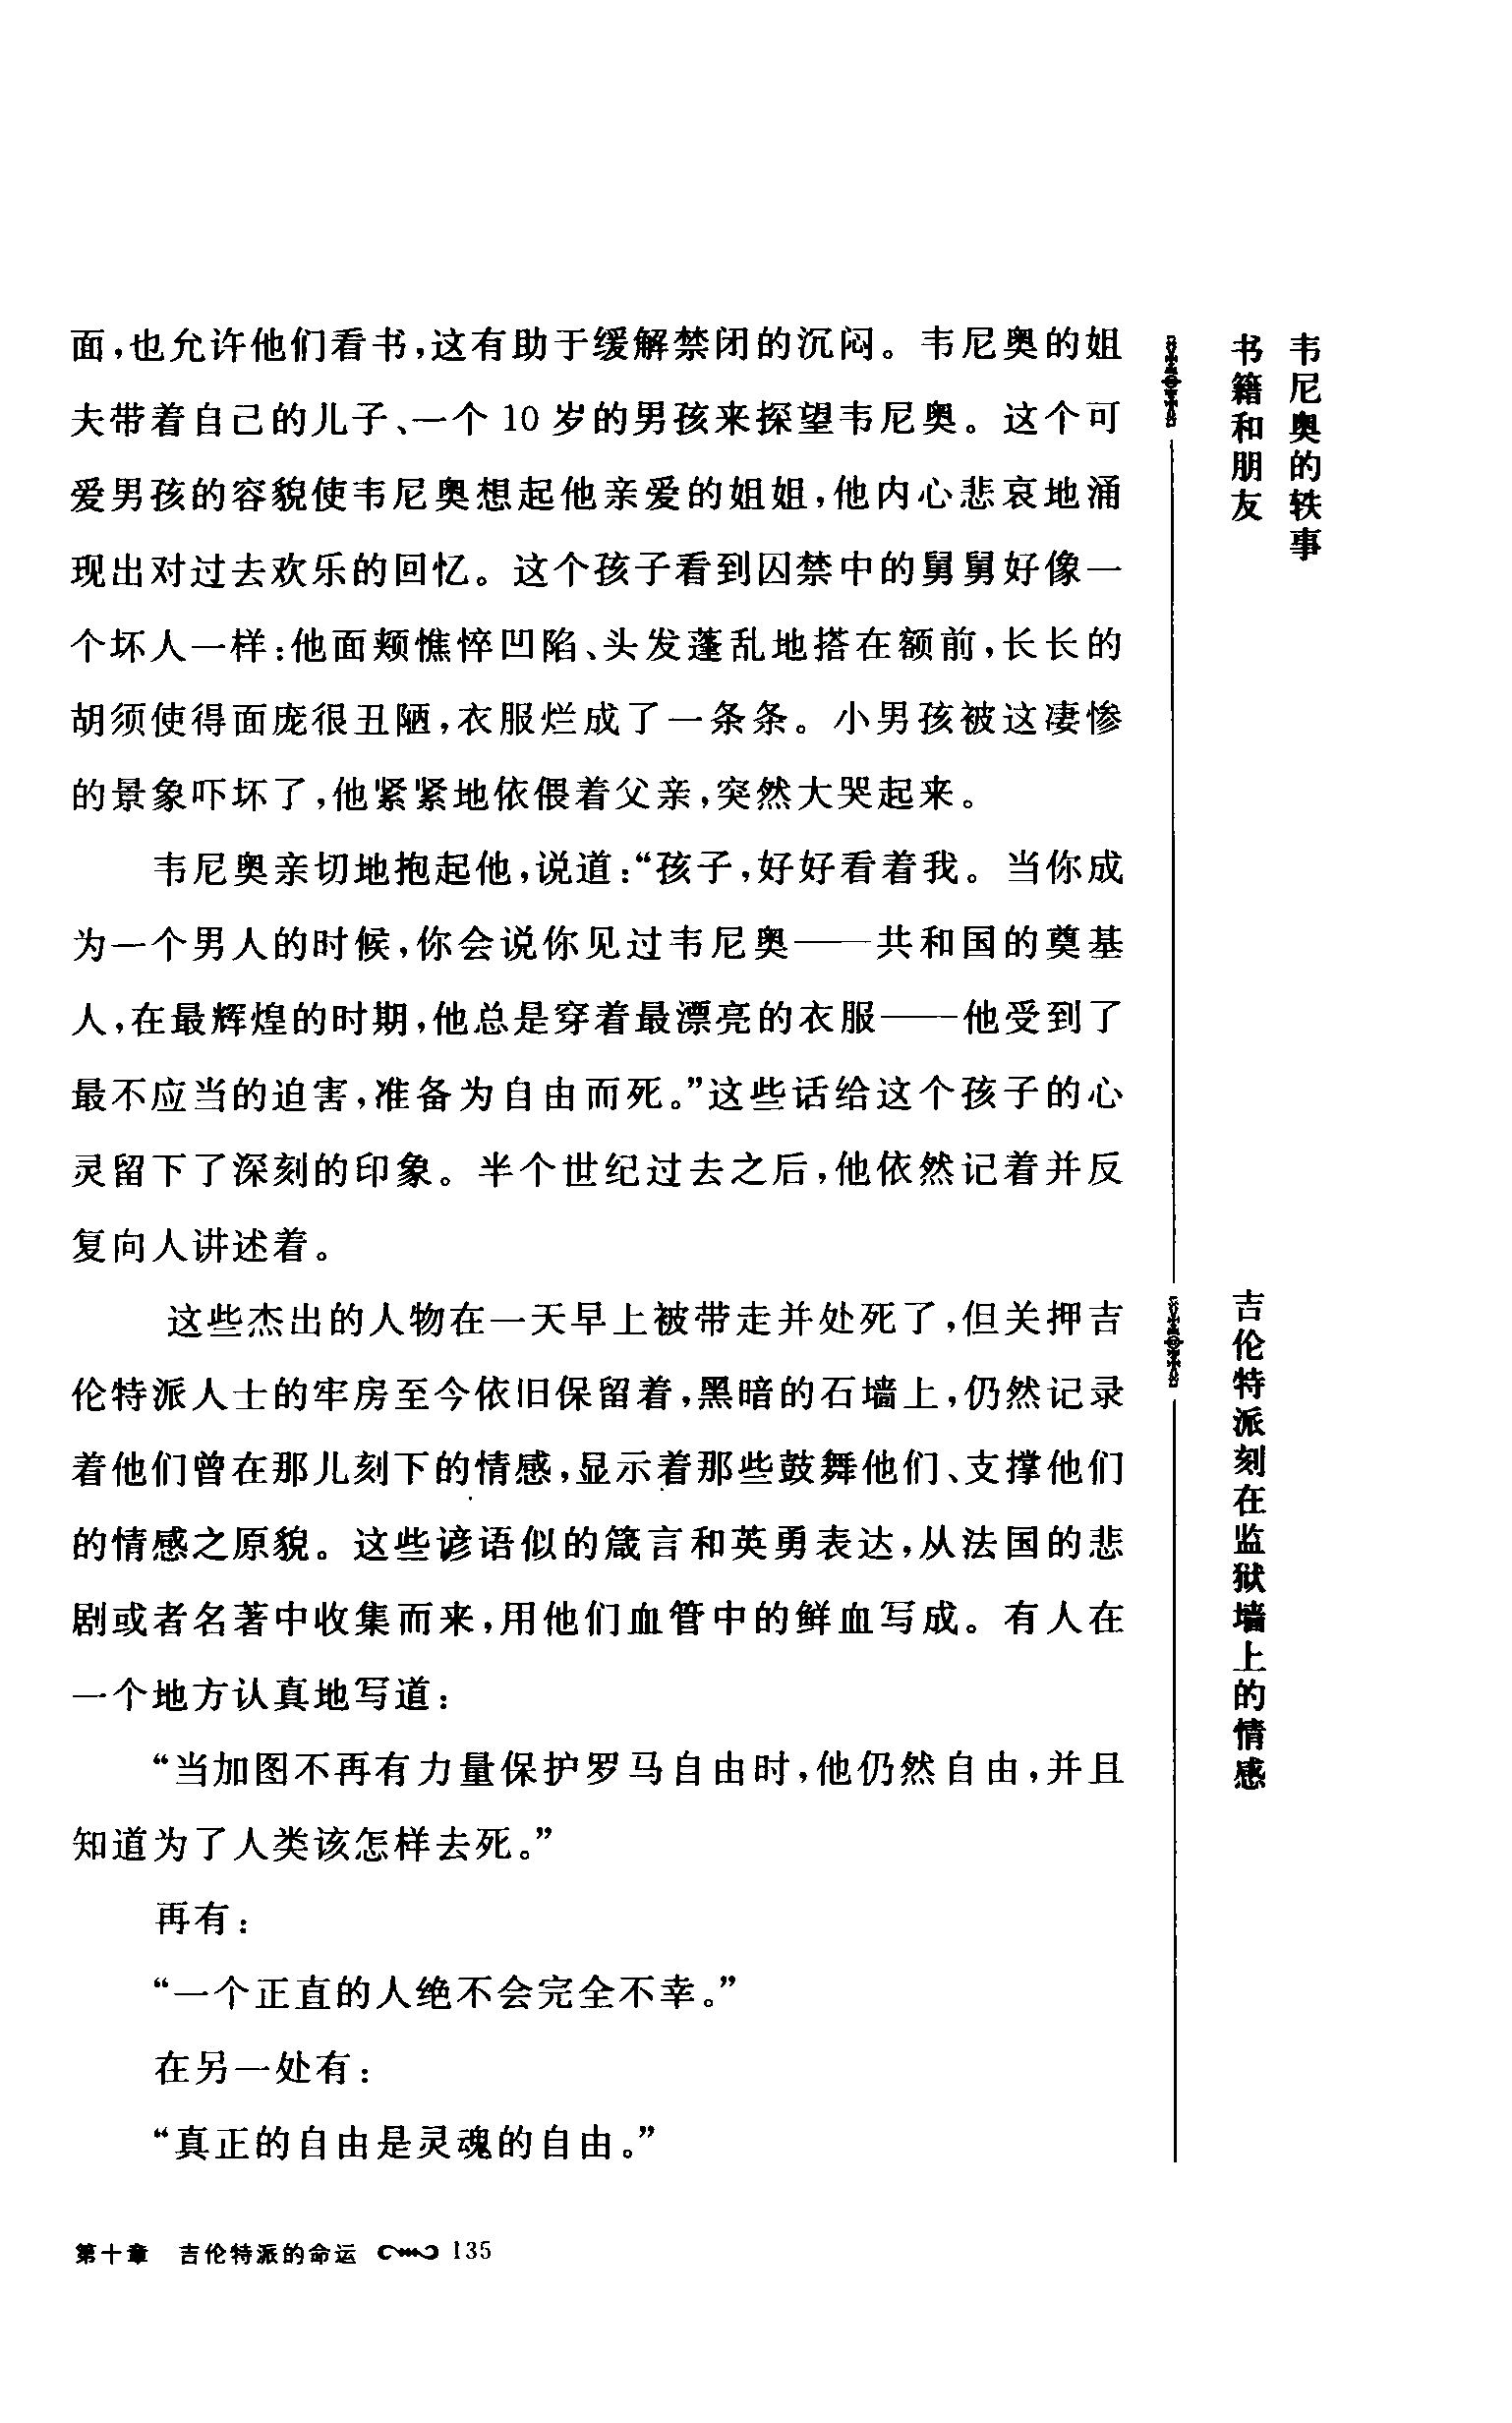 面，也允许他们看书，这有助于缓解禁闭的沉闷。韦尼奥的姐
夫带着自己的儿子、一个 10 岁的男孩来探望韦尼奥。这个可
爱男孩的容貌使韦尼奥想起他亲爱的姐姐，他内心悲哀地涌
现出对过去欢乐的回忆。这个孩子看到囚禁中的舅舅好像一
个坏人一样：他面颊憔悴凹陷、头发蓬乱地搭在额前，长长的
胡须使得面庞很丑陋，衣服烂成了一条条。小男孩被这凄惨
的景象吓坏了，他紧紧地依偎着父亲，突然大哭起来。
韦尼奥亲切地抱起他，说道：“孩子，好好看着我。当你成
为一个男人的时候，你会说你见过韦尼奥——共和国的奠基
人，在最辉煌的时期，他总是穿着最漂亮的衣服——他受到了
最不应当的迫害，准备为自由而死。”这些话给这个孩子的心
灵留下了深刻的印象。半个世纪过去之后，他依然记着并反
复向人讲述着。
这些杰出的人物在一天早上被带走并处死了，但关押吉
伦特派人士的牢房至今依旧保留着，黑暗的石墙上，仍然记录
着他们曾在那儿刻下的情感，显示着那些鼓舞他们、支撑他们
的情感之原貌。这些谚语似的箴言和英勇表达，从法国的悲
剧或者名著中收集而来，用他们血管中的鲜血写成。有人在
一个地方认真地写道：
“当加图不再有力量保护罗马自由时，他仍然自由，并且
知道为了人类该怎样去死。”
再有：
“一个正直的人绝不会完全不幸。”
在另一处有：
“真正的自由是灵魂的自由。”
韦尼奥的轶事
书籍和朋友
吉伦特派刻在监狱墙上的情感
第十章 吉伦特派的命运 135